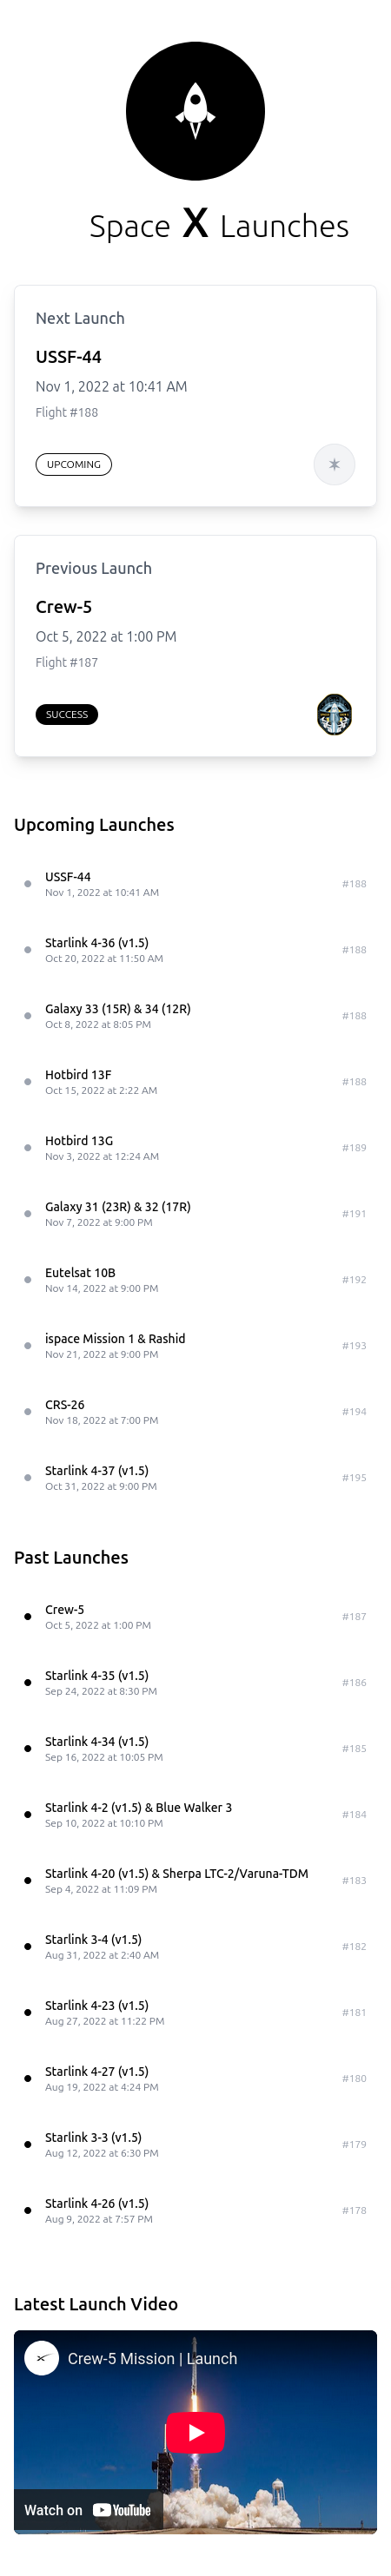 Space X Launches
Next Launch
USSF-44
Nov 1, 2022 at 10:41 AM
Flight #188
UPCOMING
Previous Launch
Crew-5
Oct 5, 2022 at 1:00 PM
Flight #187
SUCCESS
Upcoming Launches
USSF-44
Nov 1, 2022 at 10:41 AM
#188
Starlink 4-36 (v1.5)
Oct 20, 2022 at 11:50 AM
#188
Galaxy 33 (15R) & 34 (12R)
Oct 8, 2022 at 8:05 PM
#188
Hotbird 13F
Oct 15, 2022 at 2:22 AM
#188
Hotbird 13G
Nov 3, 2022 at 12:24 AM
#189
Galaxy 31 (23R) & 32 (17R)
Nov 7, 2022 at 9:00 PM
#191
Eutelsat 10B
Nov 14, 2022 at 9:00 PM
#192
ispace Mission 1 & Rashid
Nov 21, 2022 at 9:00 PM
#193
CRS-26
Nov 18, 2022 at 7:00 PM
#194
Starlink 4-37 (v1.5)
Oct 31, 2022 at 9:00 PM
#195
Past Launches
Crew-5
Oct 5, 2022 at 1:00 PM
#187
Starlink 4-35 (v1.5)
Sep 24, 2022 at 8:30 PM
#186
Starlink 4-34 (v1.5)
Sep 16, 2022 at 10:05 PM
#185
Starlink 4-2 (v1.5) & Blue Walker 3
Sep 10, 2022 at 10:10 PM
#184
Starlink 4-20 (v1.5) & Sherpa LTC-2/Varuna-TDM
Sep 4, 2022 at 11:09 PM
#183
Starlink 3-4 (v1.5)
Aug 31, 2022 at 2:40 AM
#182
Starlink 4-23 (v1.5)
Aug 27, 2022 at 11:22 PM
#181
Starlink 4-27 (v1.5)
Aug 19, 2022 at 4:24 PM
#180
Starlink 3-3 (v1.5)
Aug 12, 2022 at 6:30 PM
#179
Starlink 4-26 (v1.5)
Aug 9, 2022 at 7:57 PM
#178
Latest Launch Video
Crew-5 Mission | Launch
Watch on YouTube